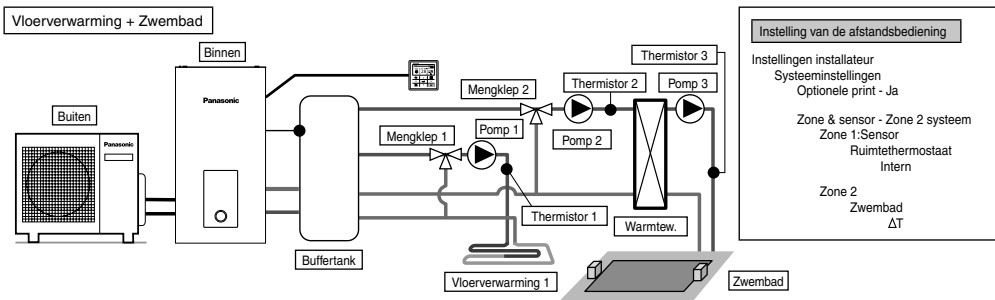 Vloerverwarming + Zwembad
Binnen
Panasonic
Buiten
Panasonic
Mengklep 1
Pomp 1
Mengklep 2
Thermistor 2
Pomp 2
Thermistor 3
Pomp 3
Thermistor 1
Warmtew.
Buffertank
Vloerverwarming 1
Zwembad
Instelling van de afstandsbediening
Instellingen installateur
Systeeminstellingen
Optionele print - Ja
Zone & sensor - Zone 2 systeem
Zone 1:Sensor
Ruimtethermostaat
Intern
Zone 2
Zwembad
ΔT